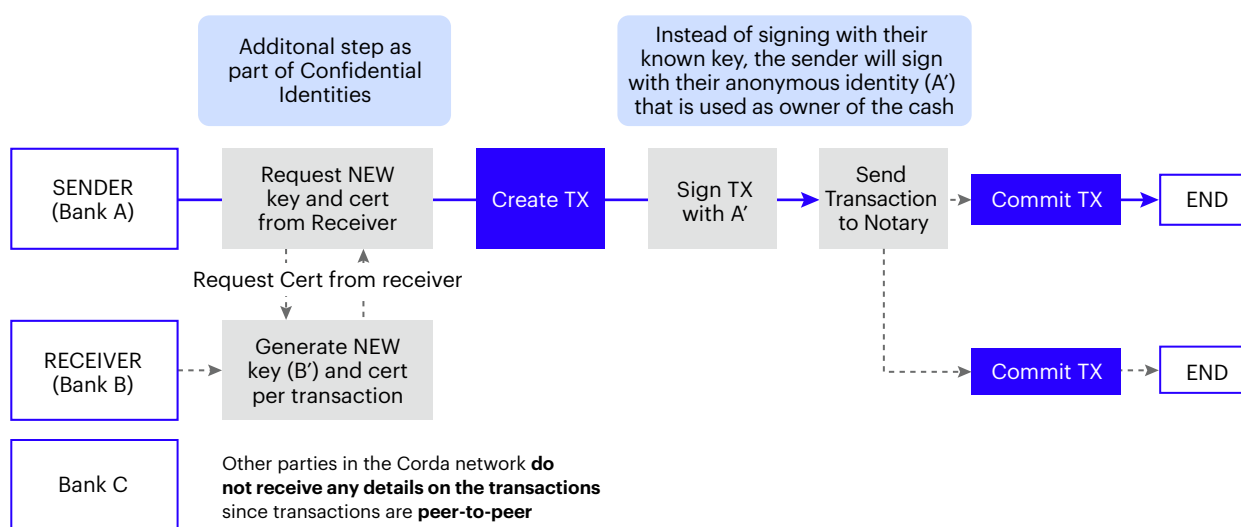 Additonal step as
part of Confidential
Identities
Instead of signing with their
known key, the sender will sign
with their anonymous identity (A’)
that is used as owner of the cash
SENDER
(Bank A)
Request NEW
key and cert
from Receiver
Create TX
Sign TX
with A’
Send
Transaction
to Notary
Commit TX
END
Request Cert from receiver
RECEIVER
(Bank B)
Generate NEW
key (B’) and cert
per transaction
Commit TX
END
Bank C
Other parties in the Corda network do
not receive any details on the transactions
since transactions are peer-to-peer